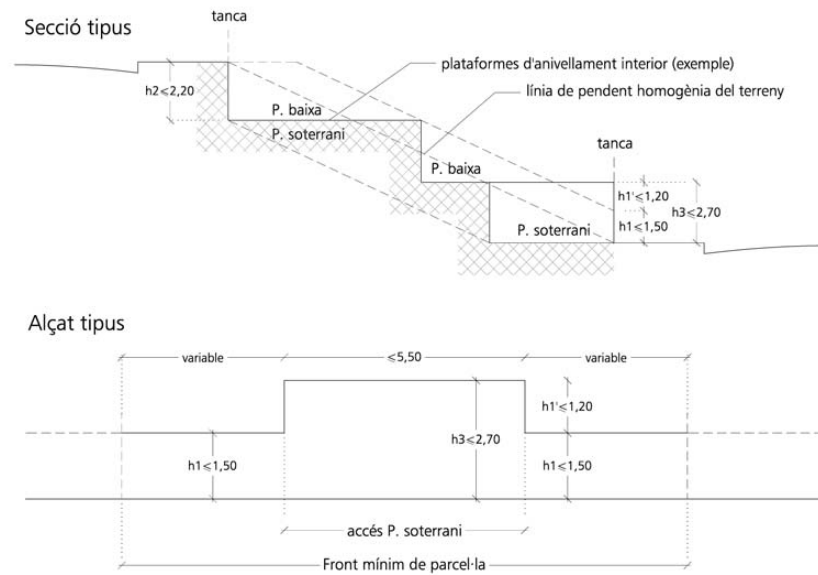 Secció tipus
tanca
plataformes d'anivellament interior (exemple)
h2≤2,20
línia de pendent homogènia del terreny
P. baixa
P. soterrani
tanca
P. baixa
h1'≤1,20
h3≤2,70
P. soterrani
h1≤1,50
Alçat tipus
variable
≤5,50
variable
h1'≤1,20
h3≤2,70
h1≤1,50
h1≤1,50
accés P. soterrani
Front mínim de parcel·la